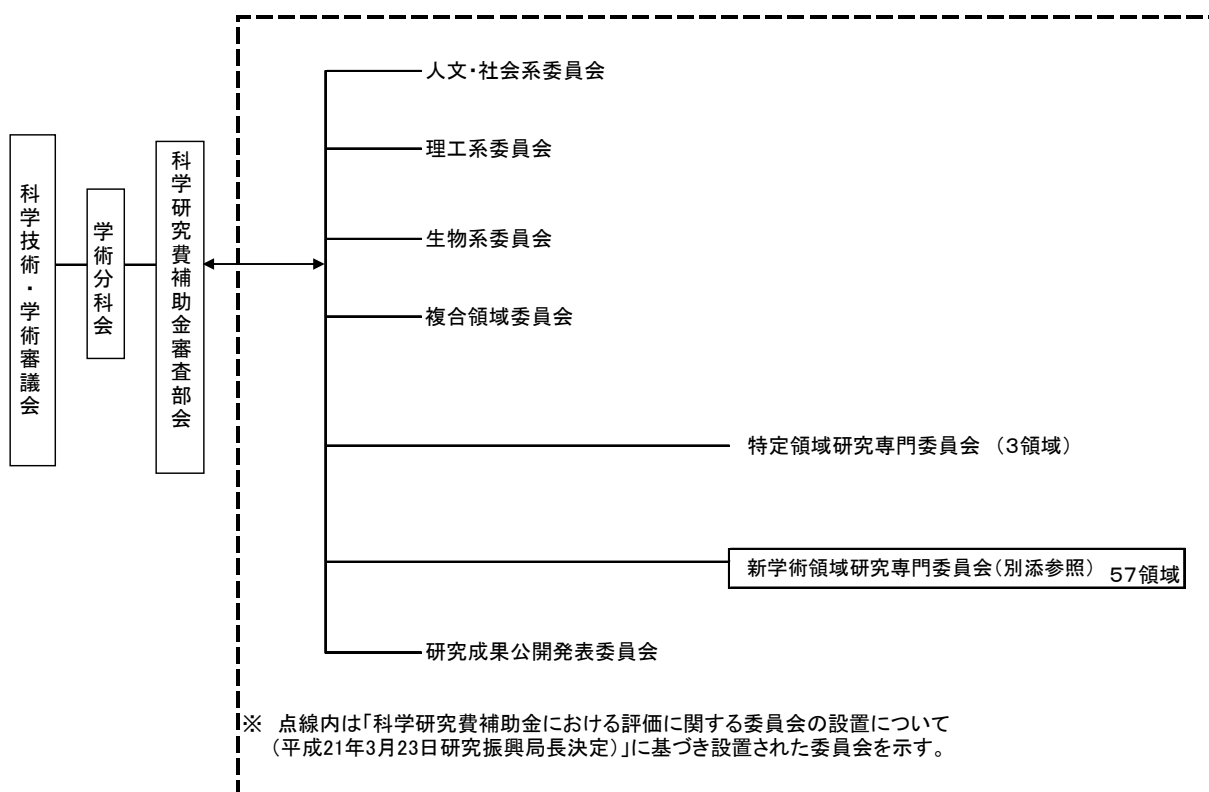 科学技術・学術審議会
学術分科会
科学研究費補助金審査部会
人文・社会系委員会
理工系委員会
生物系委員会
複合領域委員会
特定領域研究専門委員会 (3領域)
新学術領域研究専門委員会(別添参照) 57領域
研究成果公開発表委員会
※ 点線内は「科学研究費補助金における評価に関する委員会の設置について
(平成21年3月23日研究振興局長決定)」に基づき設置された委員会を示す。